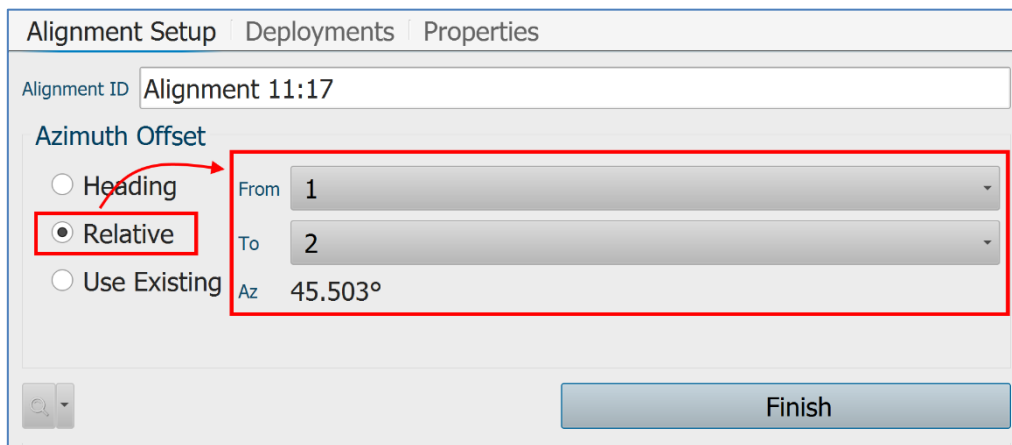 Alignment Setup Deployments Properties
Alignment ID Alignment 11:17
Azimuth Offset
Heading
From 1
Relative
To 2
Use Existing
Az 45.503°
Finish